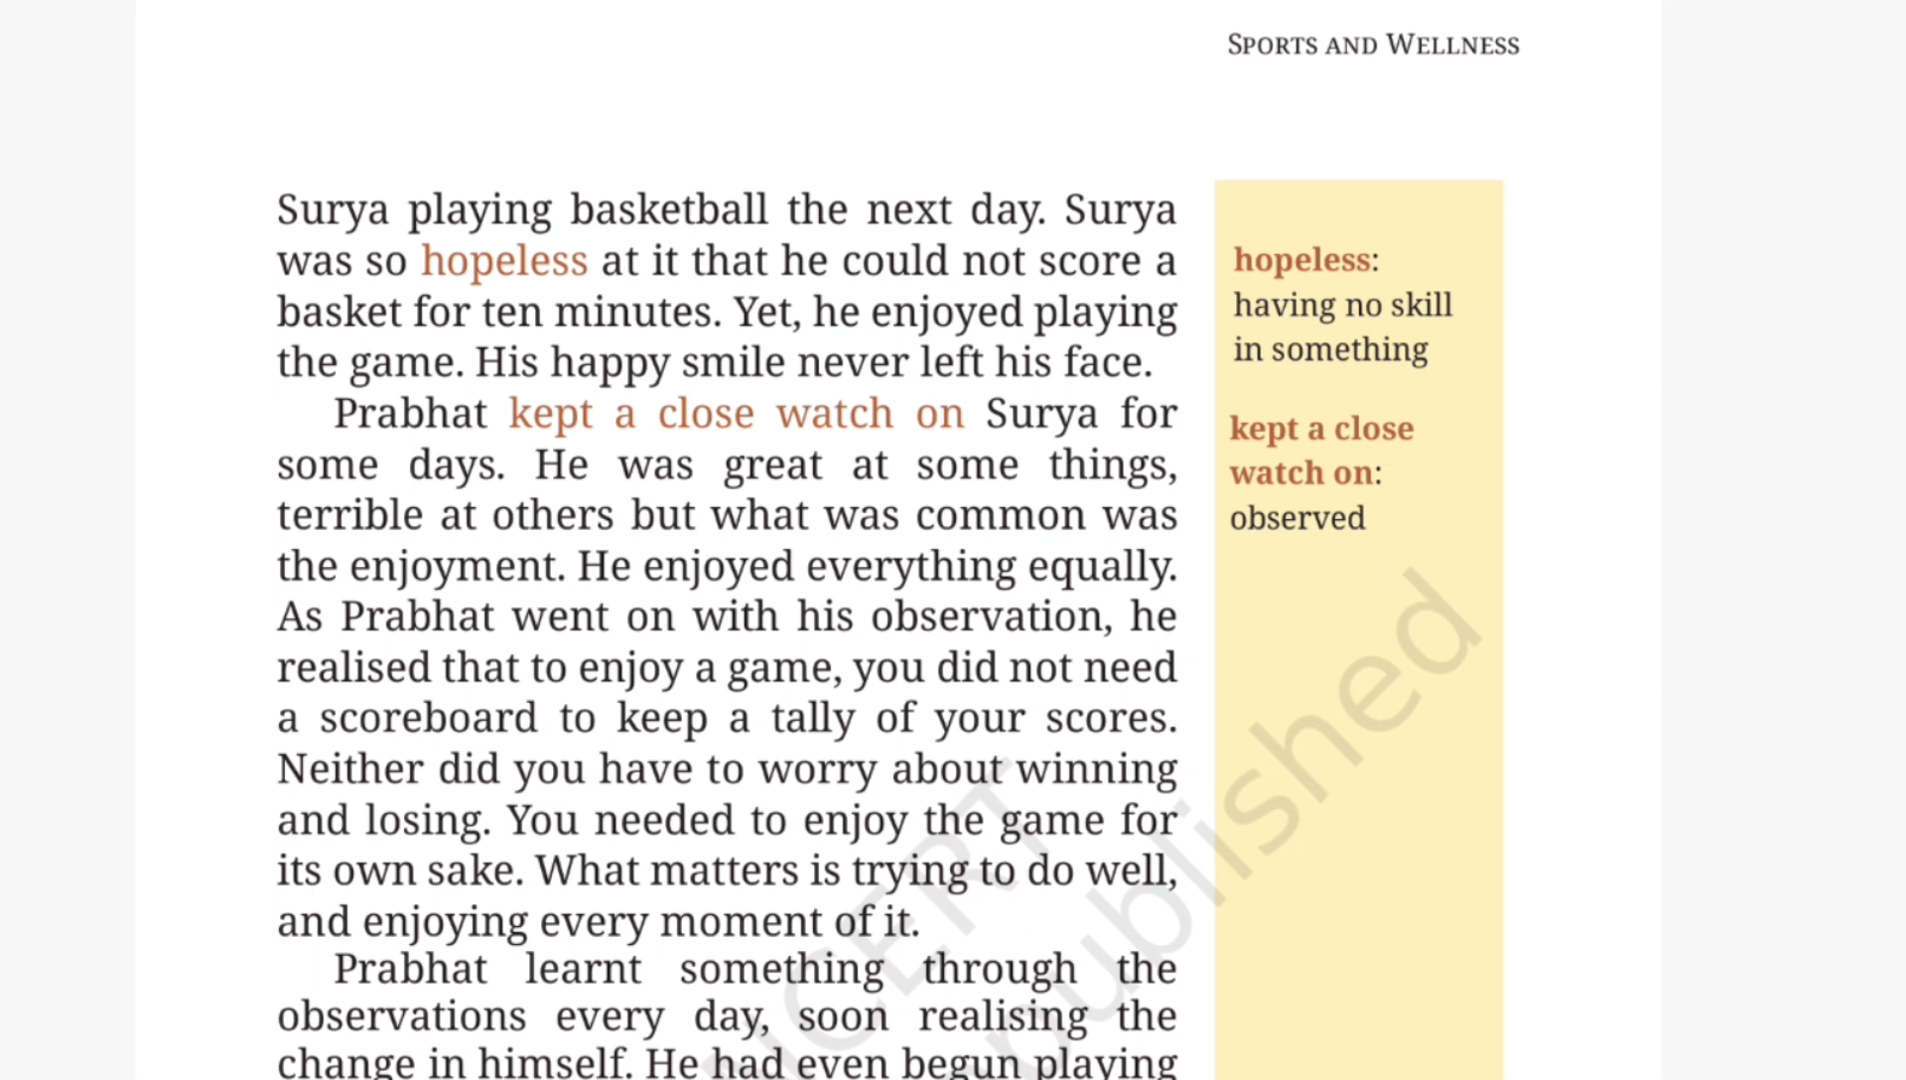 SPORTS AND WELLNESS
Surya playing basketball the next day. Surya
was so hopeless at it that he could not score a
basket for ten minutes. Yet, he enjoyed playing
the game. His happy smile never left his face.
Prabhat kept a close watch on Surya for
some days. He was great at some things,
terrible at others but what was common was
the enjoyment. He enjoyed everything equally.
As Prabhat went on with his observation, he
realised that to enjoy a game, you did not need
a scoreboard to keep a tally of your scores.
Neither did you have to worry about winning
and losing. You needed to enjoy the game for
its own sake. What matters is trying to do well,
and enjoying every moment of it.
Prabhat learnt something through the
observations every day, soon realising the
change in himself. He had even begun playing
hopeless:
having no skill
in something
kept a close
watch on:
observed
NCERT
published